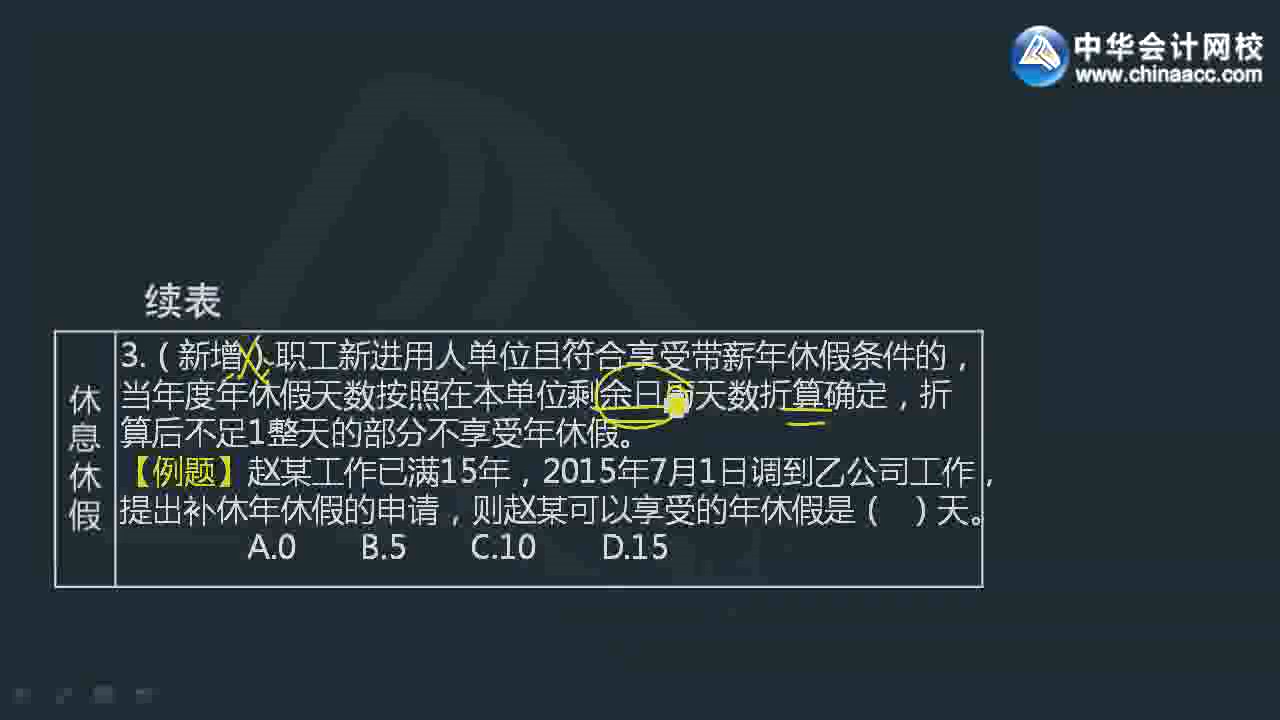 中华会计网校
www.chinaacc.com
续表
休息休假
3.（新增）职工新进用人单位且符合享受带薪年休假条件的，
当年度年休假天数按照在本单位剩余日历天数折算确定，折
算后不足1整天的部分不享受年休假。
【例题】赵某工作已满15年，2015年7月1日调到乙公司工作，
提出补休年休假的申请，则赵某可以享受的年休假是（ ）天。
A.0 B.5 C.10 D.15